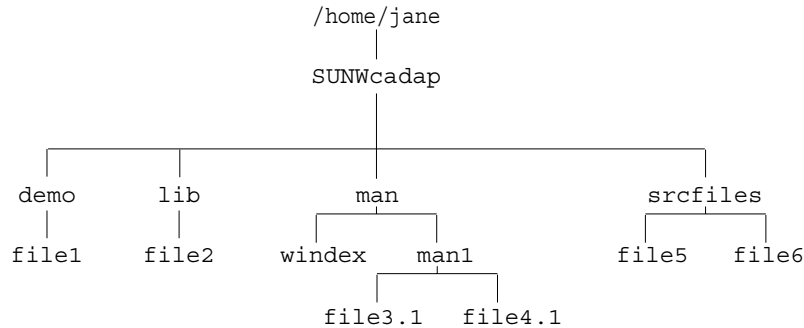 /home/jane
SUNWcadap
demo lib man srcfiles
file1 file2 windex man1 file5 file6
file3.1 file4.1